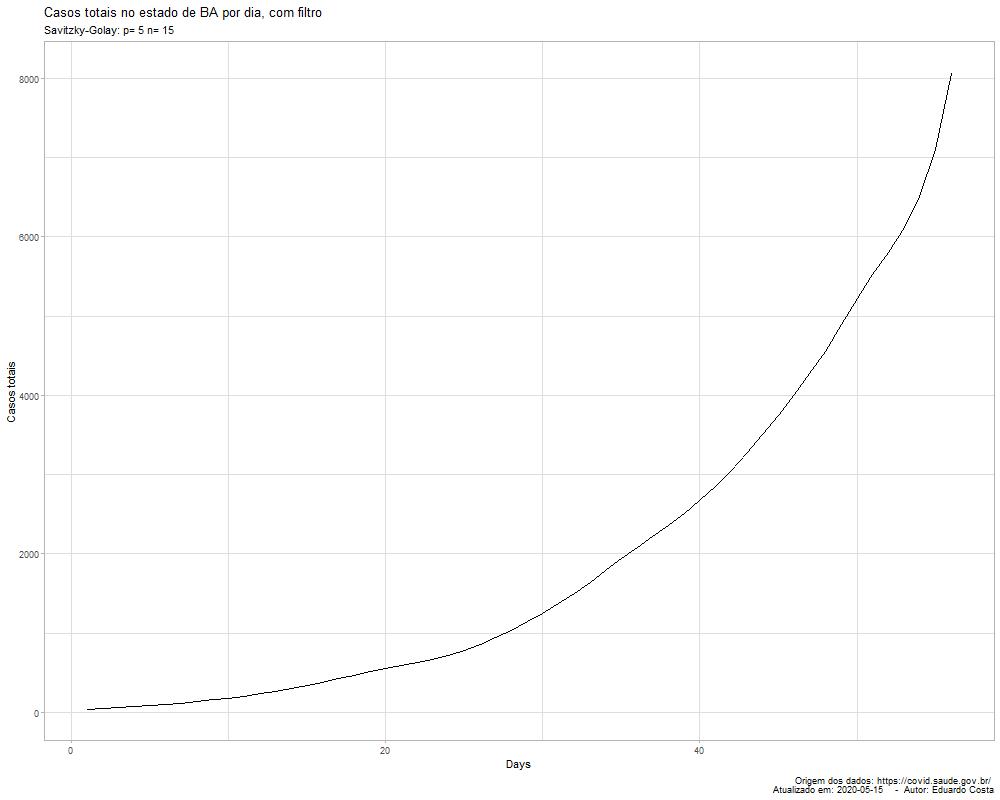 Casos totais no estado de BA por dia, com filtro
Savitzky-Golay: p= 5 n= 15
8000
6000
4000
2000
0
Casos totais
0
20
40
Days
Origem dos dados: https://covid.saude.gov.br/
Atualizado em: 2020-05-15 - Autor: Eduardo Costa